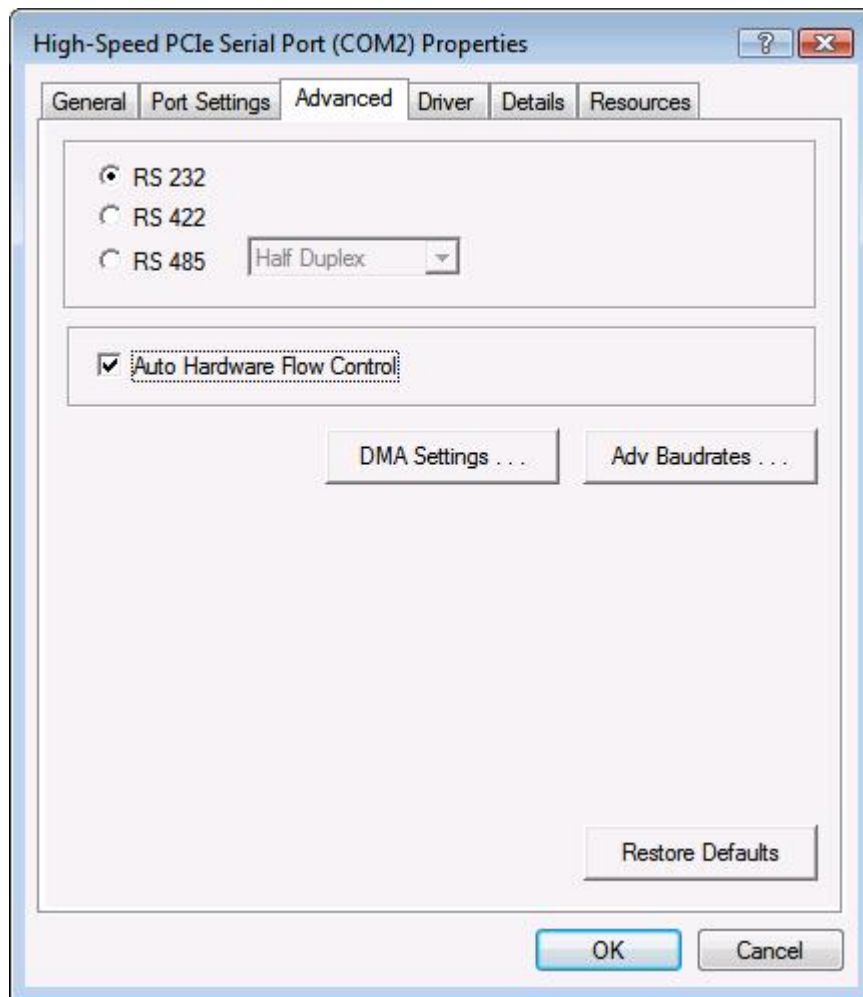 High-Speed PCIe Serial Port (COM2) Properties
General Port Settings Advanced Driver Details Resources
RS 232
RS 422
RS 485 Half Duplex
Auto Hardware Flow Control
DMA Settings . . . Adv Baudrates . . .
Restore Defaults
OK Cancel